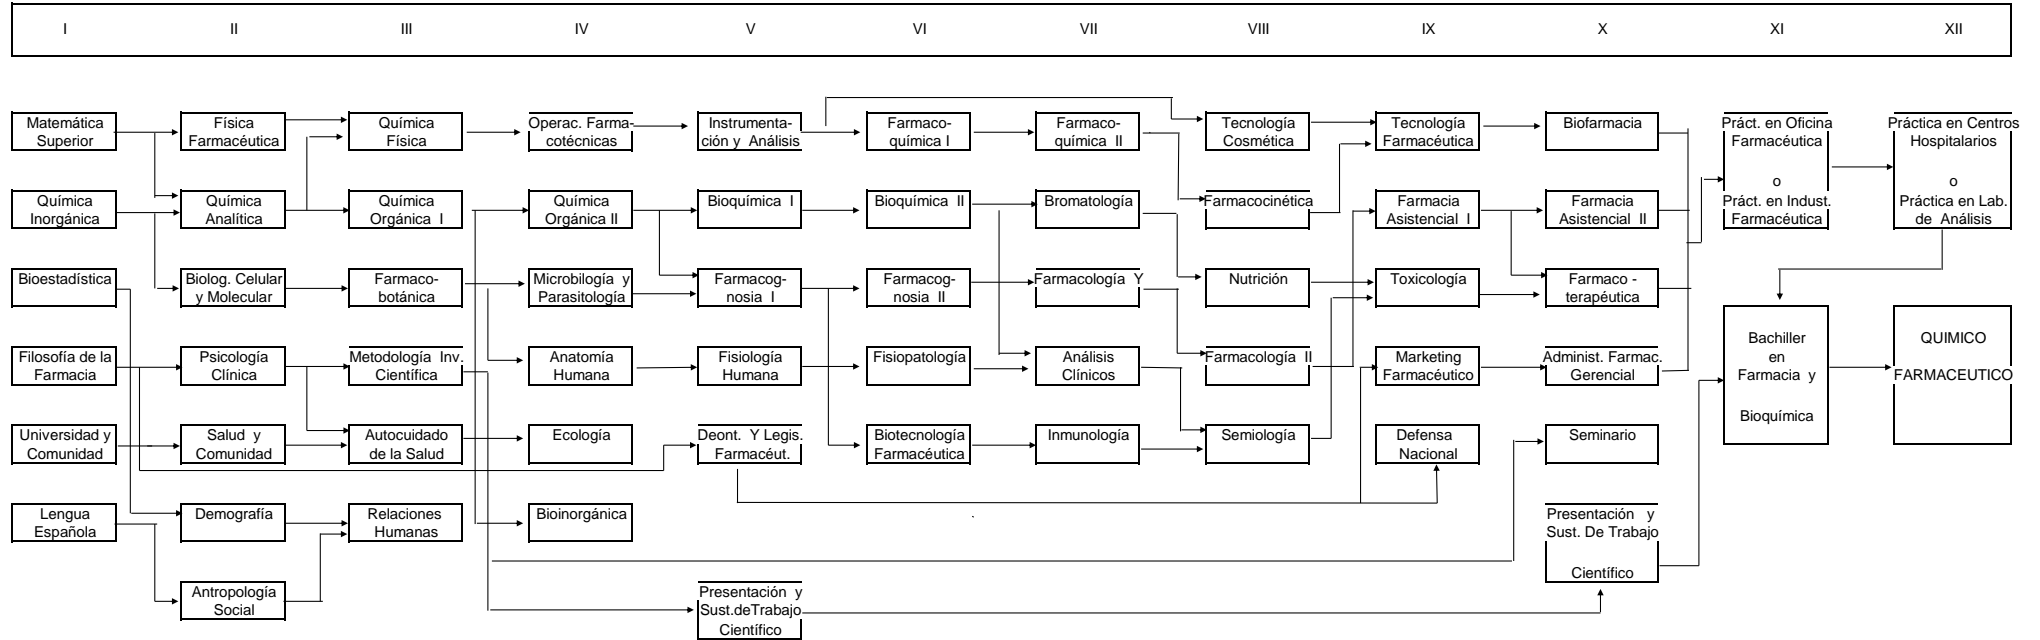 I
II
III
IV
V
VI
VII
VIII
IX
X
XI
XII
Matemática
Superior
Física
Farmacéutica
Química
Física
Operac. Farma-
cotécnicas
Instrumenta-
ción y Análisis
Farmaco-
química I
Farmaco-
química II
Tecnología
Cosmética
Tecnología
Farmacéutica
Biofarmacia
Práct. en Oficina
Farmacéutica
o
Práct. en Indust.
Farmacéutica
Práctica en Centros
Hospitalarios
o
Práctica en Lab.
de Análisis
Química
Inorgánica
Química
Analítica
Química
Orgánica I
Química
Orgánica II
Bioquímica I
Bioquímica II
Bromatología
Farmacocinética
Farmacia
Asistencial I
Farmacia
Asistencial II
Bioestadística
Biolog. Celular
y Molecular
Farmaco-
botánica
Microbilogía y
Parasitología
Farmacog-
nosia I
Farmacog-
nosia II
Farmacología Y
Nutrición
Toxicología
Farmaco -
terapéutica
Filosofía de la
Farmacia
Psicología
Clínica
Metodología Inv.
Científica
Anatomía
Humana
Fisiología
Humana
Fisiopatología
Análisis
Clínicos
Farmacología II
Marketing
Farmacéutico
Administ. Farmac.
Gerencial
Bachiller
en
Farmacia y
Bioquímica
QUIMICO
FARMACEUTICO
Universidad y
Comunidad
Salud y
Comunidad
Autocuidado
de la Salud
Ecología
Deont. Y Legis.
Farmacéut.
Biotecnología
Farmacéutica
Inmunología
Semiología
Defensa
Nacional
Seminario
Lengua
Española
Demografía
Relaciones
Humanas
Bioinorgánica
Presentación y
Sust. De Trabajo
Científico
Antropología
Social
Presentación y
Sust.deTrabajo
Científico